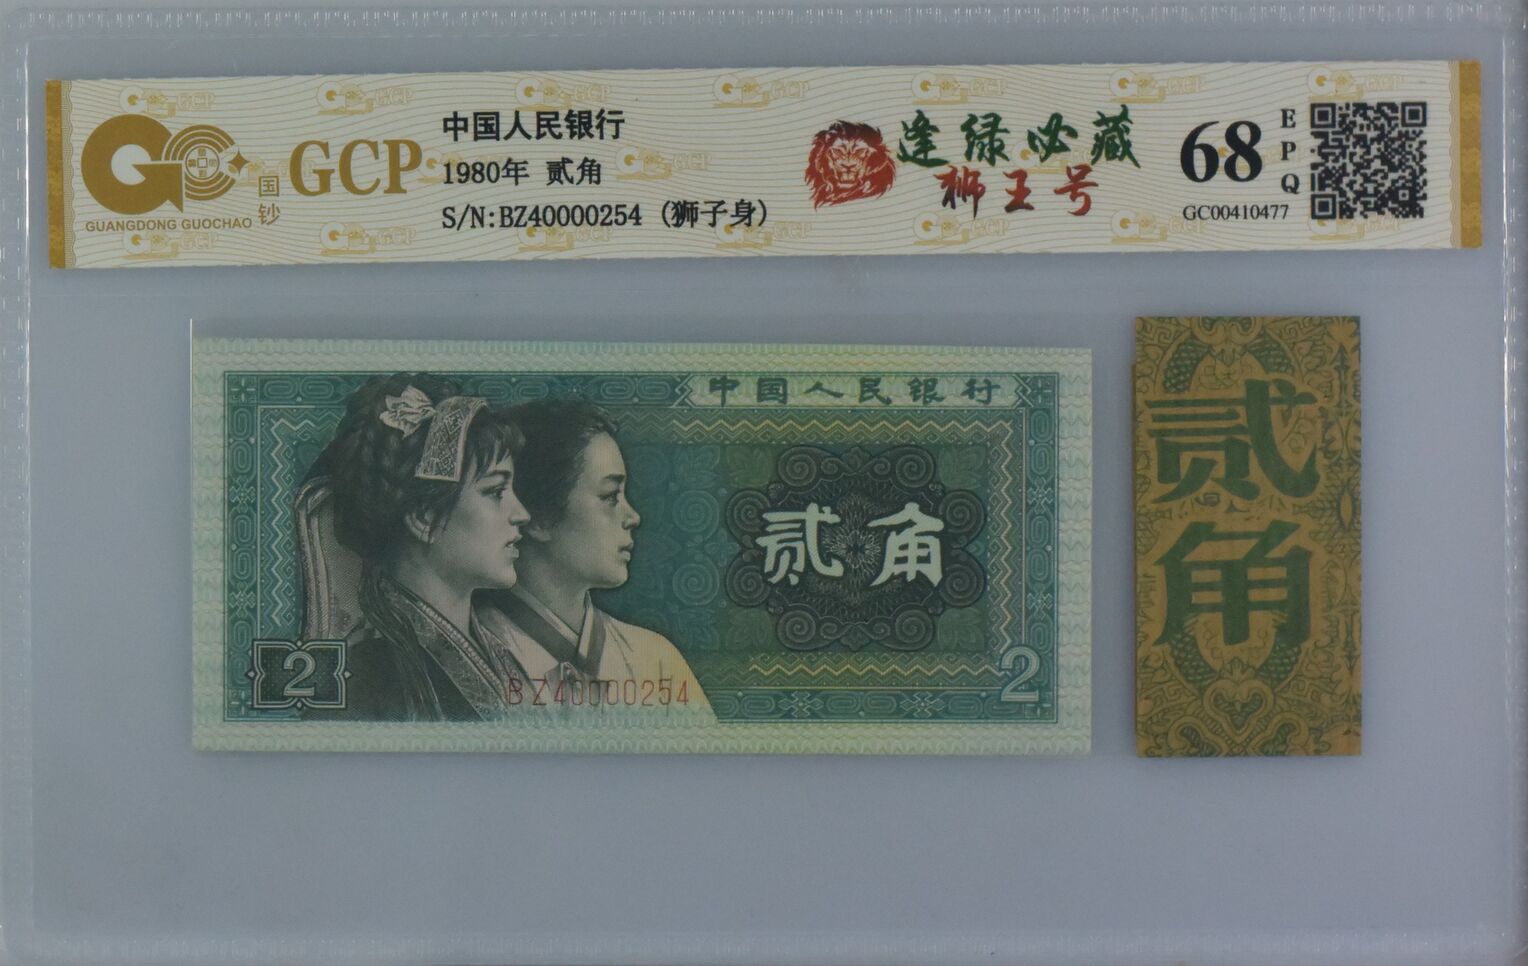 GUANGDONG GUOCHAO
国钞
GCP
中国人民银行
1980年 贰角
S/N:BZ40000254 (狮子身)
逢绿必藏
狮王号
68
EPQ
GC00410477
中国人民银行
贰角
2
BZ40000254
2
贰角